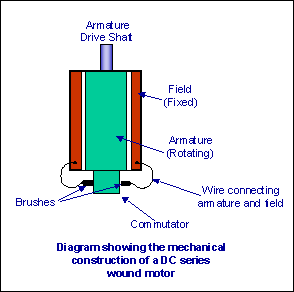 Armature
Drive Shaft
Field
(Fixed)
Armature
(Rotating)
Brushes
Wire connecting
armature and field
Commutator
Diagram showing the mechanical
construction of a DC series
wound motor